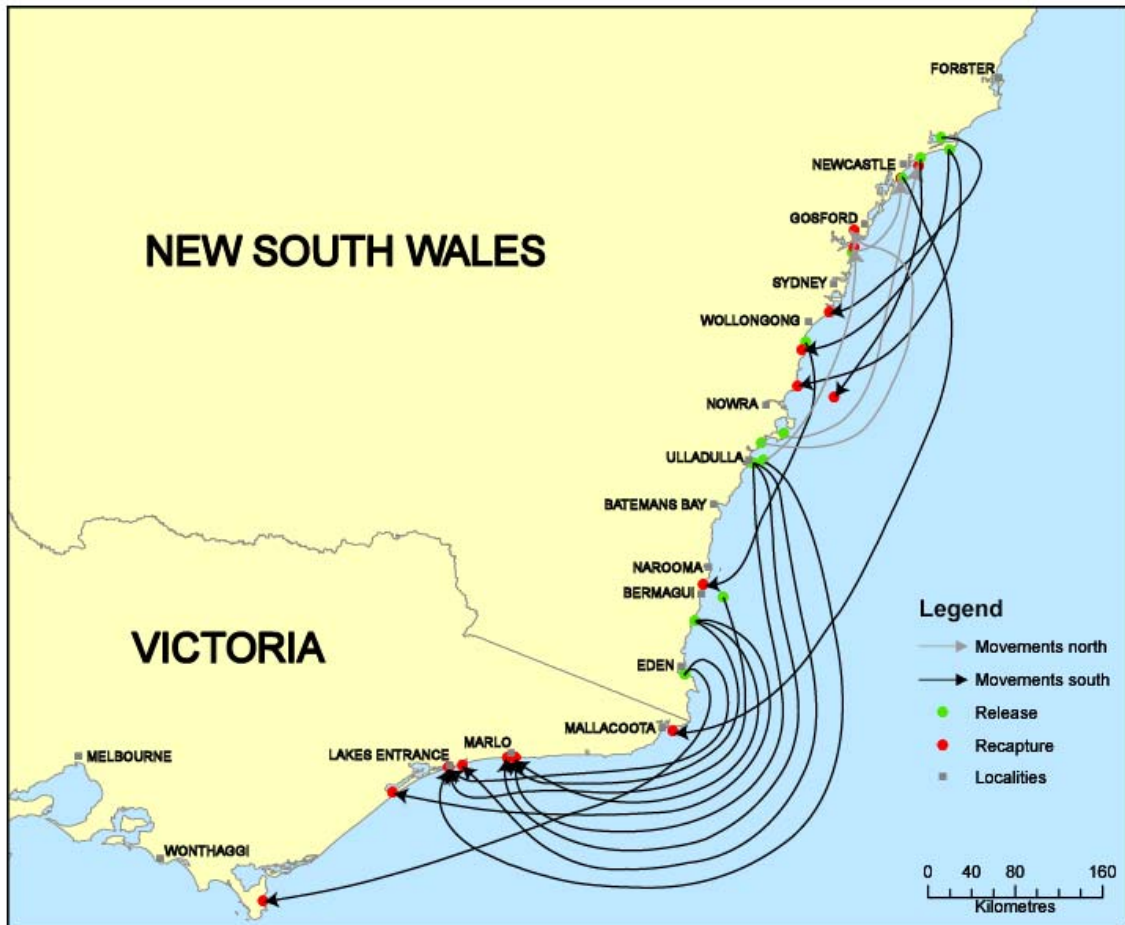 FORSTER
NEWCASTLE
GOSFORD
NEW SOUTH WALES
SYDNEY
WOLLONGONG
NOWRA
ULLADULLA
BATEMANS BAY
NAROOMA
BERMAGUI
VICTORIA
EDEN
MALLACOOTA
MARLO
LAKES ENTRANCE
MELBOURNE
WONTHAGGI
Legend
Movements north
Movements south
Release
Recapture
Localities
0 40 80 160
Kilometres